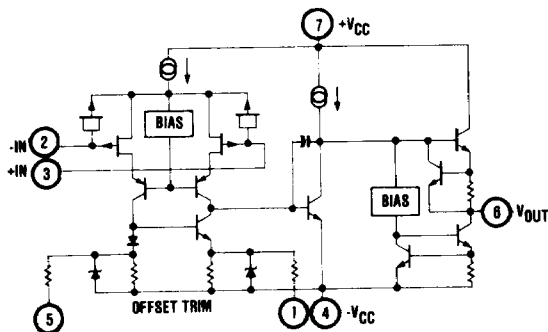 7 +VCC
BIAS
-IN 2
+IN 3
BIAS
6 VOUT
OFFSET TRIM
5
1 4 -VCC